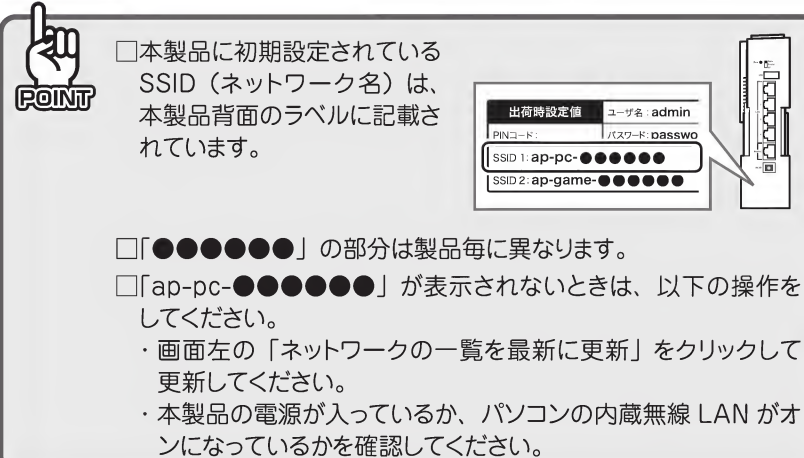 POINT
□本製品に初期設定されている
SSID（ネットワーク名）は、
本製品背面のラベルに記載さ
れています。
出荷時設定値
ユーザ名：admin
PINコード：
パスワード：passwo
SSID 1：ap-pc-●●●●●●
SSID 2：ap-game-●●●●●●
□「●●●●●●」の部分は製品毎に異なります。
□「ap-pc-●●●●●●」が表示されないときは、以下の操作を
してください。
・画面左の「ネットワークの一覧を最新に更新」をクリックして
更新してください。
・本製品の電源が入っているか、パソコンの内蔵無線 LAN がオ
ンになっているかを確認してください。